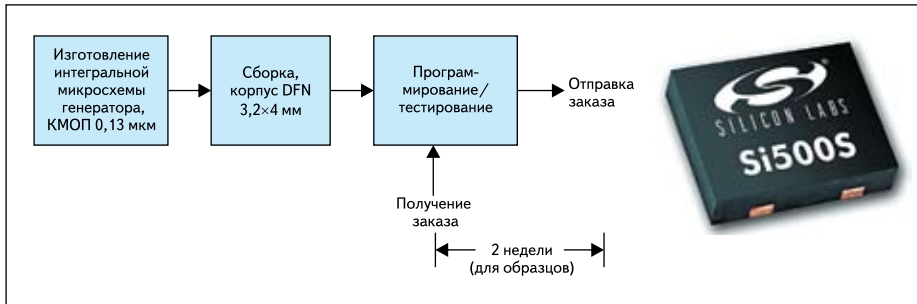 Изготовление
интегральной
микросхемы
генератора,
КМОП 0,13 мкм
Сборка,
корпус DFN
3,2×4 мм
Програм-
мирование/
тестирование
Отправка
заказа
Получение
заказа
2 недели
(для образцов)
SILICON LABS
Si500S